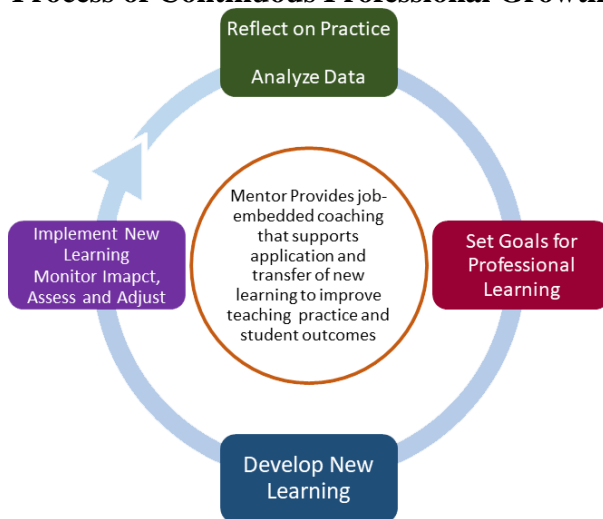 Process of Continuous Professional Growth
Reflect on Practice
Analyze Data
Mentor Provides job-
embedded coaching
that supports
application and
transfer of new
learning to improve
teaching practice and
student outcomes
Implement New
Learning
Monitor Imapct,
Assess and Adjust
Set Goals for
Professional
Learning
Develop New
Learning